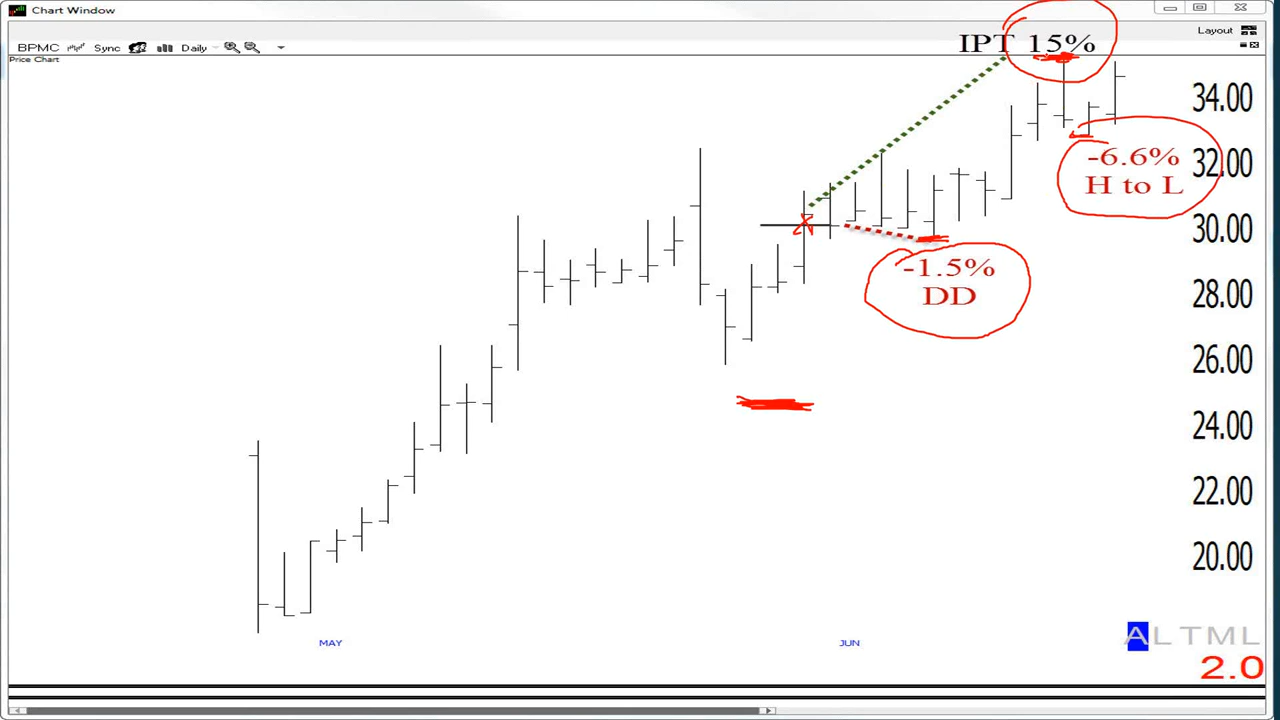 Chart Window
Layout
BPMC Sync Daily
Price Chart
IPT 15%
34.00
-6.6%
H to L
32.00
30.00
-1.5%
DD
28.00
26.00
24.00
22.00
20.00
MAY JUN
ALTML
2.0